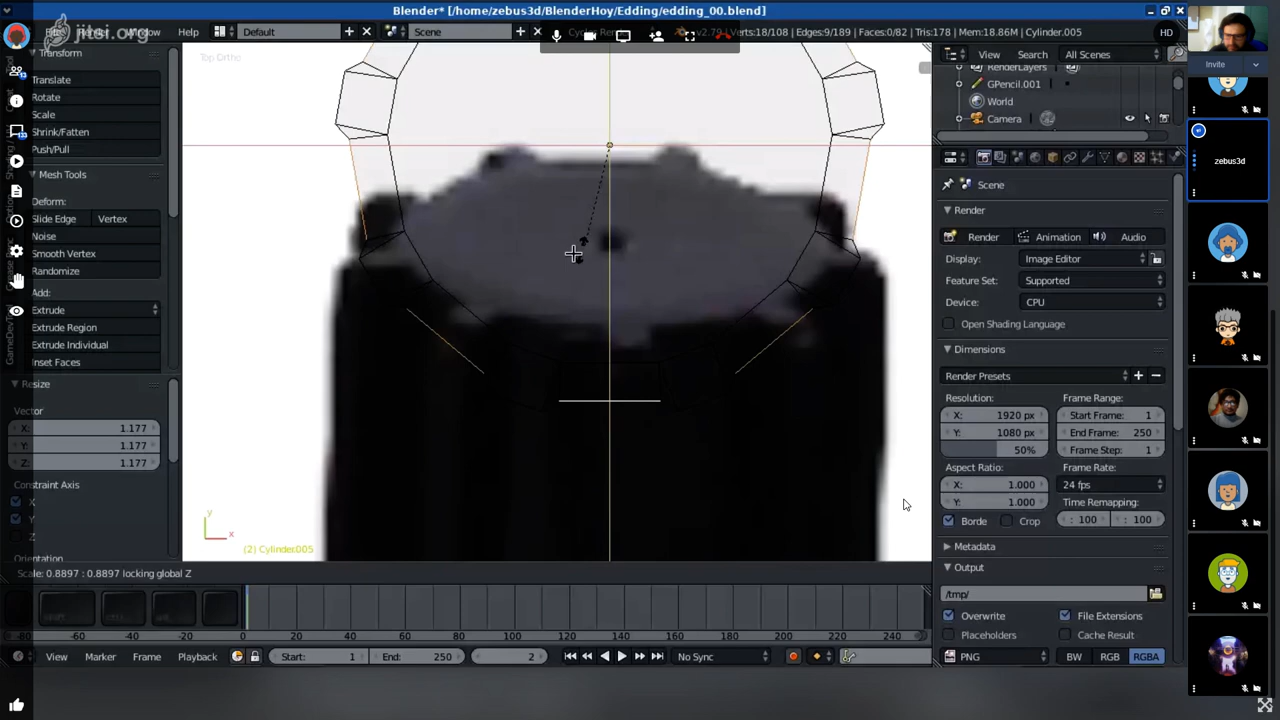 Blender* [/home/zebus3d/BlenderHoy/Edding/edding_00.blend]
jitsi.org
Window
Help
Default
Scene
v2.79
Verts:18/108 | Edges:9/189 | Faces:0/82 | Tris:178 | Mem:18.86M | Cylinder.005
HD
Invite
View
Search
All Scenes
RenderLayers
GPencil.001
World
Camera
zebus3d
Top Ortho
Transform
Translate
Rotate
Scale
Shrink/Fatten
Push/Pull
Mesh Tools
Deform:
Slide Edge
Vertex
Noise
Smooth Vertex
Randomize
Add:
Extrude
Extrude Region
Extrude Individual
Inset Faces
Resize
Vector
X: 1.177
Y: 1.177
Z: 1.177
Constraint Axis
X
Y
Z
Orientation
y
x
(2) Cylinder.005
Scale: 0.8897 : 0.8897 locking global Z
Scene
Render
Render
Animation
Audio
Display:
Image Editor
Feature Set:
Supported
Device:
CPU
Open Shading Language
Dimensions
Render Presets
Resolution:
Frame Range:
X: 1920 px
Start Frame: 1
Y: 1080 px
End Frame: 250
50%
Frame Step: 1
Aspect Ratio:
Frame Rate:
X: 1.000
24 fps
Y: 1.000
Time Remapping:
Borde
Crop
: 100
: 100
Metadata
Output
/tmp/
Overwrite
File Extensions
Placeholders
Cache Result
PNG
BW
RGB
RGBA
-80 -60 -40 -20 0 20 40 60 80 100 120 140 160 180 200 220 240
View
Marker
Frame
Playback
Start: 1
End: 250
2
No Sync